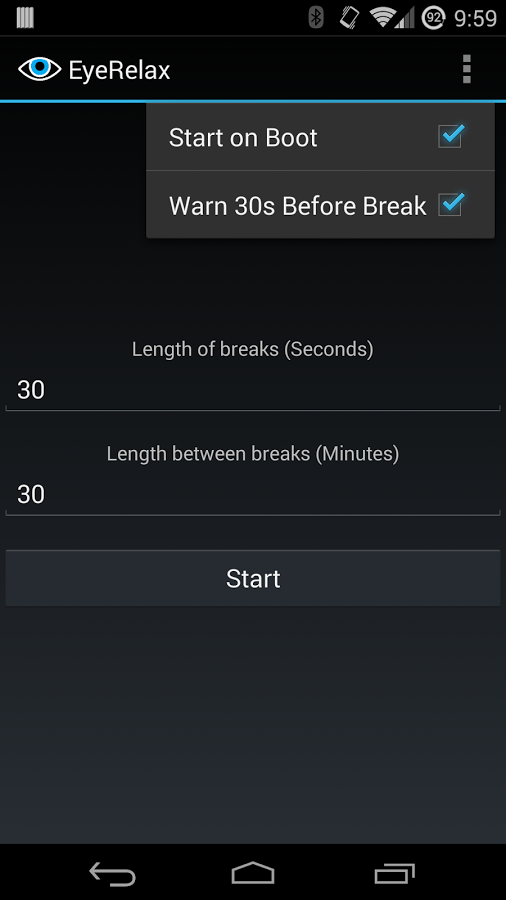 92 9:59
EyeRelax
Start on Boot
Warn 30s Before Break
Length of breaks (Seconds)
30
Length between breaks (Minutes)
30
Start